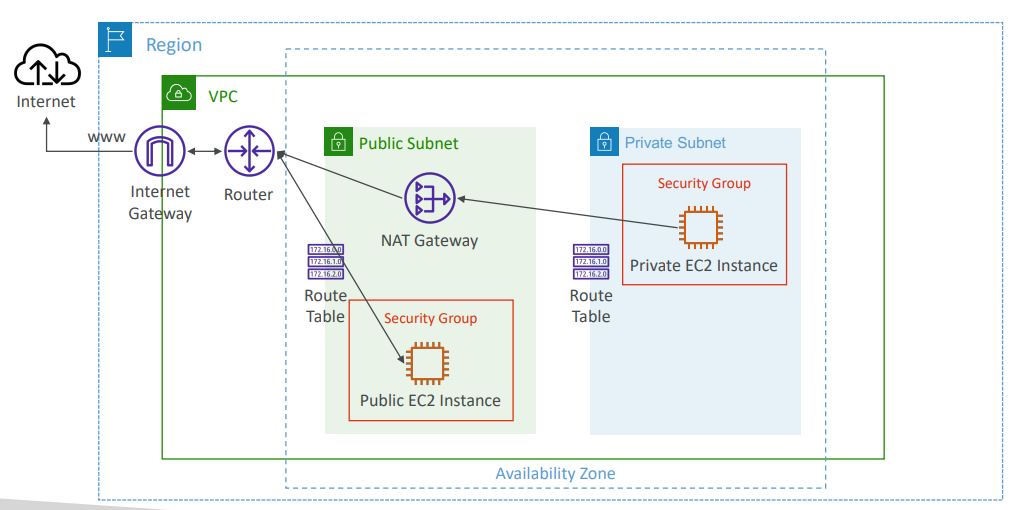 Region
Internet
VPC
www
Internet
Gateway
Router
Public Subnet
NAT Gateway
172.16.0.0
172.16.1.0
172.16.2.0
Route
Table
Security Group
Public EC2 Instance
Private Subnet
Security Group
Private EC2 Instance
172.16.0.0
172.16.1.0
172.16.2.0
Route
Table
Availability Zone